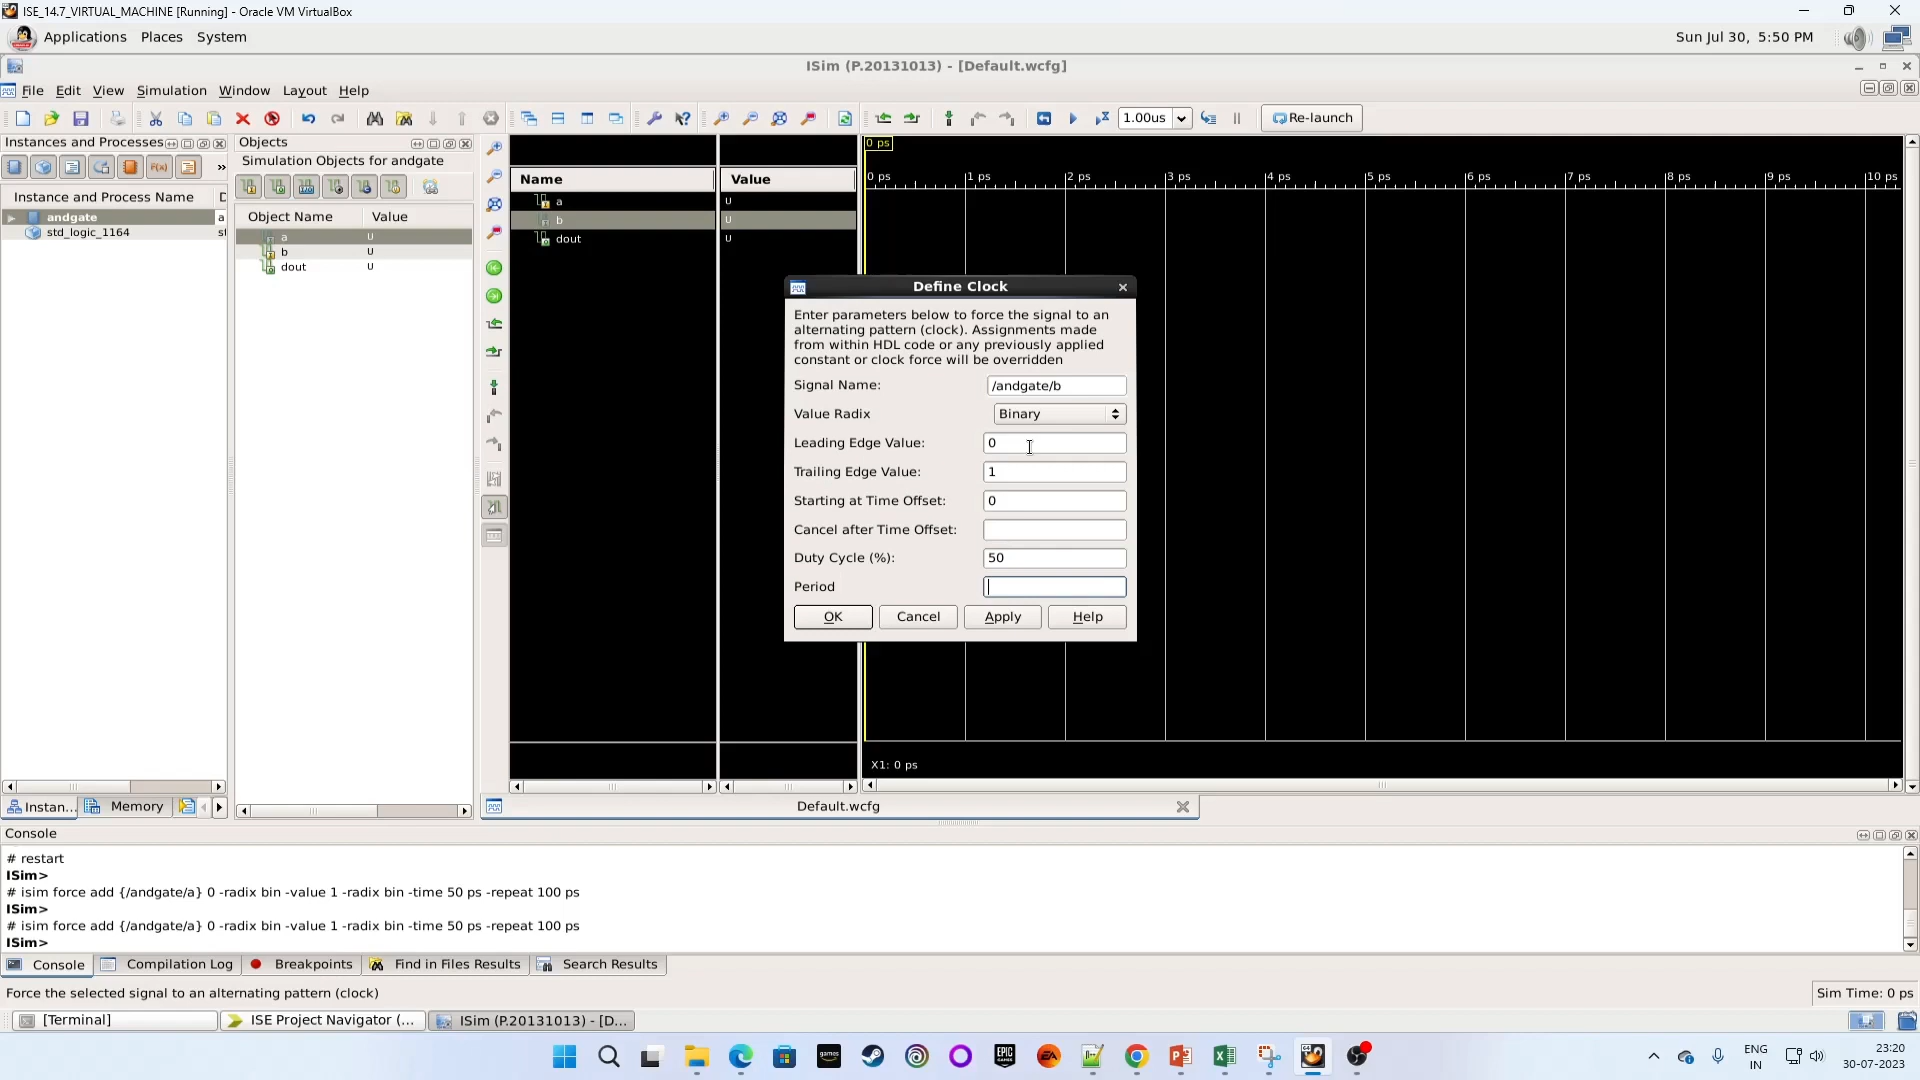 ISE_14.7_VIRTUAL_MACHINE [Running] - Oracle VM VirtualBox
Applications Places System
Sun Jul 30, 5:50 PM
ISim (P.20131013) - [Default.wcfg]
File Edit View Simulation Window Layout Help
1.00us
Re-launch
Instances and Processes
Instance and Process Name
andgate
std_logic_1164
Instan...
Memory
Objects
Simulation Objects for andgate
Object Name Value
a U
b U
dout U
Name Value
a U
b U
dout U
0 ps
0 ps 1 ps 2 ps 3 ps 4 ps 5 ps 6 ps 7 ps 8 ps 9 ps 10 ps
X1: 0 ps
Default.wcfg
Define Clock
Enter parameters below to force the signal to an
alternating pattern (clock). Assignments made
from within HDL code or any previously applied
constant or clock force will be overridden
Signal Name: /andgate/b
Value Radix Binary
Leading Edge Value: 0
Trailing Edge Value: 1
Starting at Time Offset: 0
Cancel after Time Offset:
Duty Cycle (%): 50
Period
OK Cancel Apply Help
Console
# restart
ISim>
# isim force add {/andgate/a} 0 -radix bin -value 1 -radix bin -time 50 ps -repeat 100 ps
ISim>
# isim force add {/andgate/a} 0 -radix bin -value 1 -radix bin -time 50 ps -repeat 100 ps
ISim>
Console Compilation Log Breakpoints Find in Files Results Search Results
Force the selected signal to an alternating pattern (clock)
Sim Time: 0 ps
[Terminal]
ISE Project Navigator (...
ISim (P.20131013) - [D...
ENG
IN
23:20
30-07-2023